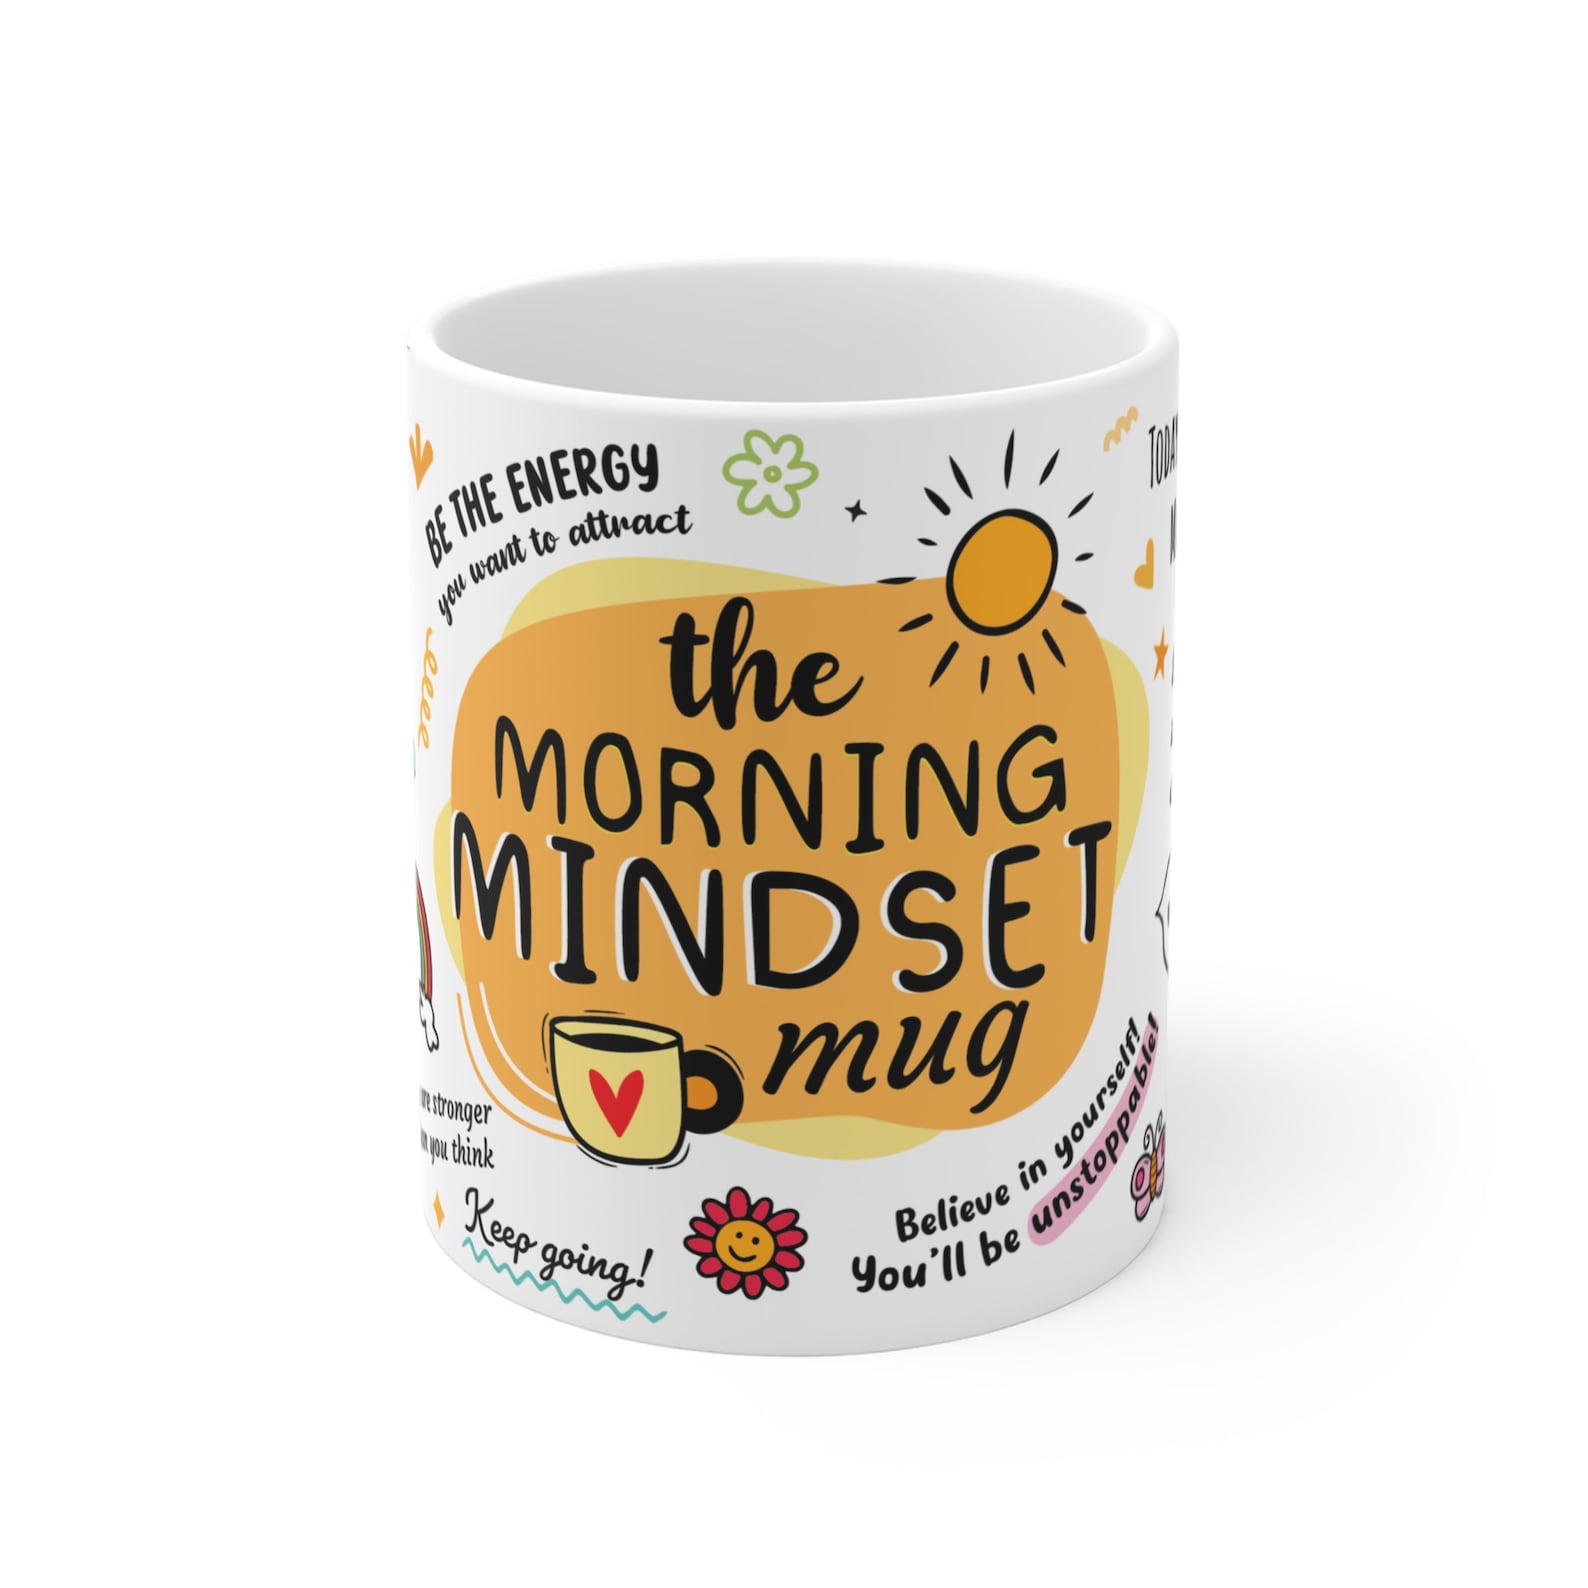 BE THE ENERGY
you want to attract
the
MORNING
MINDSET
mug
stronger
you think
Keep going!
Believe in yourself!
You'll be unstoppable!